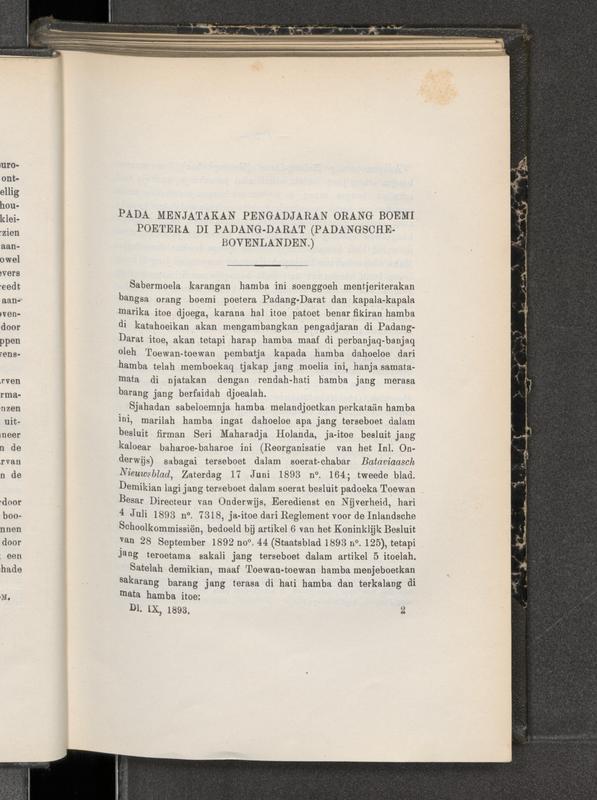 PADA MENJATAKAN PENGADJARAN ORANG BOEMI
POETERA DI PADANG-DARAT (PADANGSCHE-
BOVENLANDEN.)
Sabermoela karangan hamba ini soenggoeh mentjeriterakan
bangsa orang boemi poetera Padang-Darat dan kapala-kapala
marika itoe djoega, karana hal itoe patoet benar fikiran hamba
di katahoeikan akan mengambangkan pengadjaran di Padang-
Darat itoe, akan tetapi harap hamba maaf di perbanjaq-banjaq
oleh Toewan-toewan pembatja kapada hamba dahoeloe dari
hamba telah memboekaq tjakap jang moelia ini, hanja samata-
mata di njatakan dengan rendah-hati hamba jang merasa
barang jang berfaidah djoealah.
Sjahadan sabeloemnja hamba melandjoetkan perkataän hamba
ini, marilah hamba ingat dahoeloe apa jang terseboet dalam
besluit firman Seri Maharadja Holanda, ja-itoe besluit jang
kaloear baharoe-baharoe ini (Reorganisatie van het Inl. On-
derwijs) sabagai terseboet dalam soerat-chabar Bataviaasch
Nieuwsblad, Zaterdag 17 Juni 1893 n°. 164; tweede blad.
Demikian lagi jang terseboet dalam soerat besluit padoeka Toewan
Besar Directeur van Onderwijs, Eeredienst en Nijverheid, hari
4 Juli 1893 n°. 7318, ja-itoe dari Reglement voor de Inlandsche
Schoolkommissiën, bedoeld bij artikel 6 van het Koninklijk Besluit
van 28 September 1892 no°. 44 (Staatsblad 1893 n°. 125), tetapi
jang teroetama sakali jang terseboet dalam artikel 5 itoelah.
Satelah demikian, maaf Toewan-toewan hamba menjeboetkan
sakarang barang jang terasa di hati hamba dan terkalang di
mata hamba itoe:
Dl. IX, 1893. 2